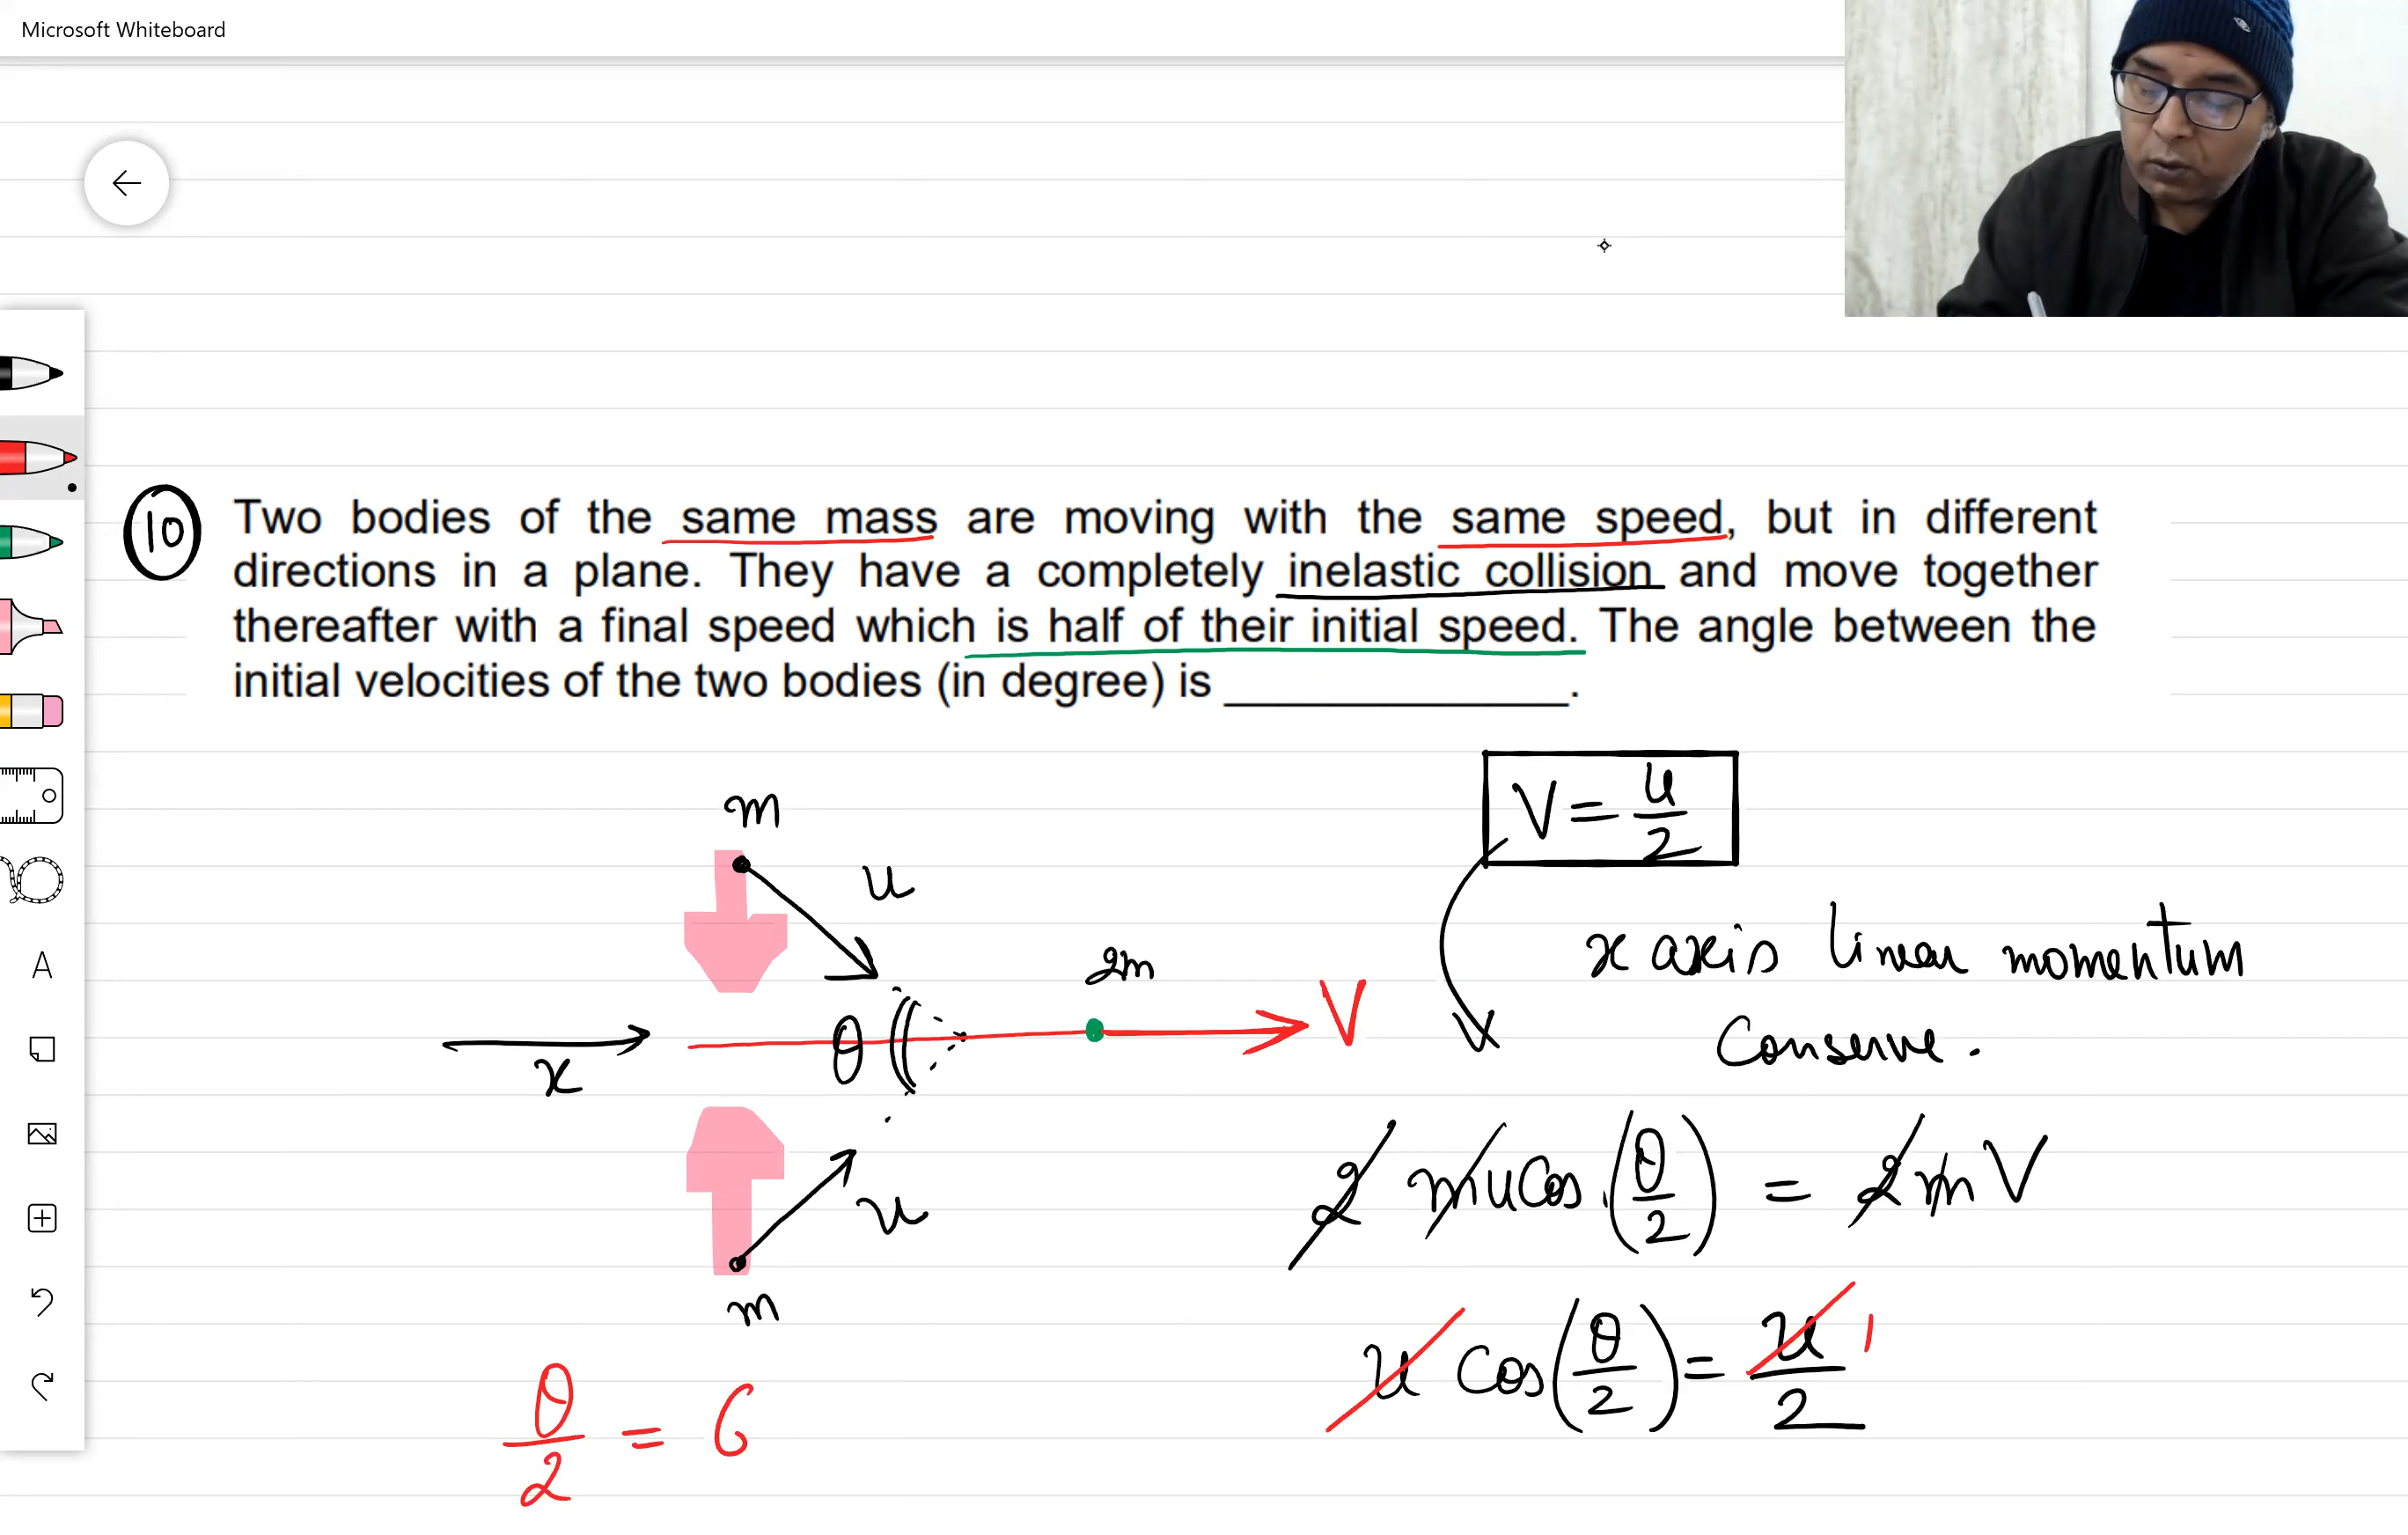 Microsoft Whiteboard
10
Two bodies of the same mass are moving with the same speed, but in different
directions in a plane. They have a completely inelastic collision and move together
thereafter with a final speed which is half of their initial speed. The angle between the
initial velocities of the two bodies (in degree) is ______________.
m
u
V = u/2
x axis linear momentum
Conserve.
2m
V
θ
x
u
m
2 mu cos (θ/2) = 2mV
u cos (θ/2) = u/2 1
θ/2 = 6
A